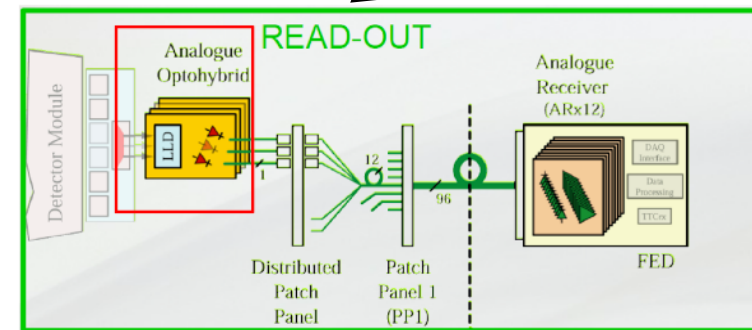 READ-OUT
Analogue
Optohybrid
Detector Module
LLD
1
12
96
Distributed
Patch
Panel
Patch
Panel 1
(PP1)
Analogue
Receiver
(ARx12)
DAQ
Interface
Data
Processing
TTCrx
FED